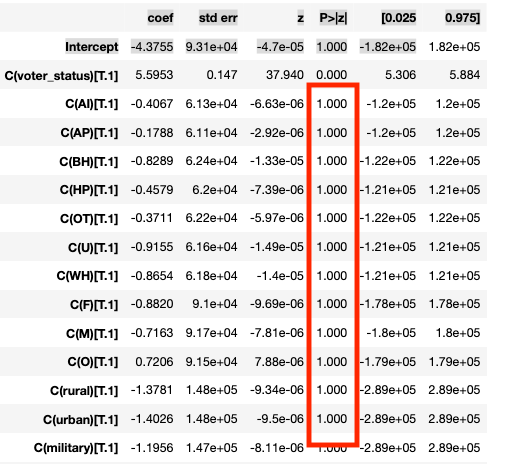 coef std err z P>|z| [0.025 0.975]
Intercept -4.3755 9.31e+04 -4.7e-05 1.000 -1.82e+05 1.82e+05
C(voter_status)[T.1] 5.5953 0.147 37.940 0.000 5.306 5.884
C(AI)[T.1] -0.4067 6.13e+04 -6.63e-06 1.000 -1.2e+05 1.2e+05
C(AP)[T.1] -0.1788 6.11e+04 -2.92e-06 1.000 -1.2e+05 1.2e+05
C(BH)[T.1] -0.8289 6.24e+04 -1.33e-05 1.000 -1.22e+05 1.22e+05
C(HP)[T.1] -0.4579 6.2e+04 -7.39e-06 1.000 -1.21e+05 1.21e+05
C(OT)[T.1] -0.3711 6.22e+04 -5.97e-06 1.000 -1.22e+05 1.22e+05
C(U)[T.1] -0.9155 6.16e+04 -1.49e-05 1.000 -1.21e+05 1.21e+05
C(WH)[T.1] -0.8654 6.18e+04 -1.4e-05 1.000 -1.21e+05 1.21e+05
C(F)[T.1] -0.8820 9.1e+04 -9.69e-06 1.000 -1.78e+05 1.78e+05
C(M)[T.1] -0.7163 9.17e+04 -7.81e-06 1.000 -1.8e+05 1.8e+05
C(O)[T.1] 0.7206 9.15e+04 7.88e-06 1.000 -1.79e+05 1.79e+05
C(rural)[T.1] -1.3781 1.48e+05 -9.34e-06 1.000 -2.89e+05 2.89e+05
C(urban)[T.1] -1.4026 1.48e+05 -9.5e-06 1.000 -2.89e+05 2.89e+05
C(military)[T.1] -1.1956 1.47e+05 -8.11e-06 1.000 -2.89e+05 2.89e+05